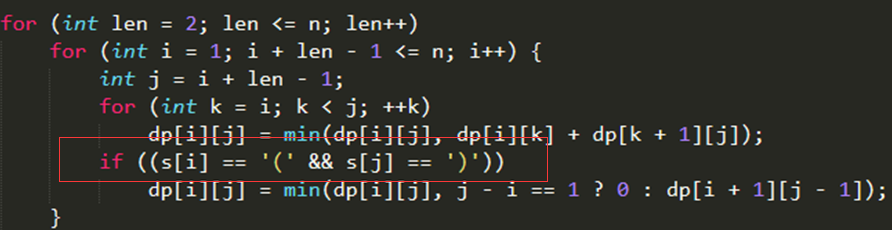 for (int len = 2; len <= n; len++)
for (int i = 1; i + len - 1 <= n; i++) {
int j = i + len - 1;
for (int k = i; k < j; ++k)
dp[i][j] = min(dp[i][j], dp[i][k] + dp[k + 1][j]);
if ((s[i] == '(' && s[j] == ')'))
dp[i][j] = min(dp[i][j], j - i == 1 ? 0 : dp[i + 1][j - 1]);
}